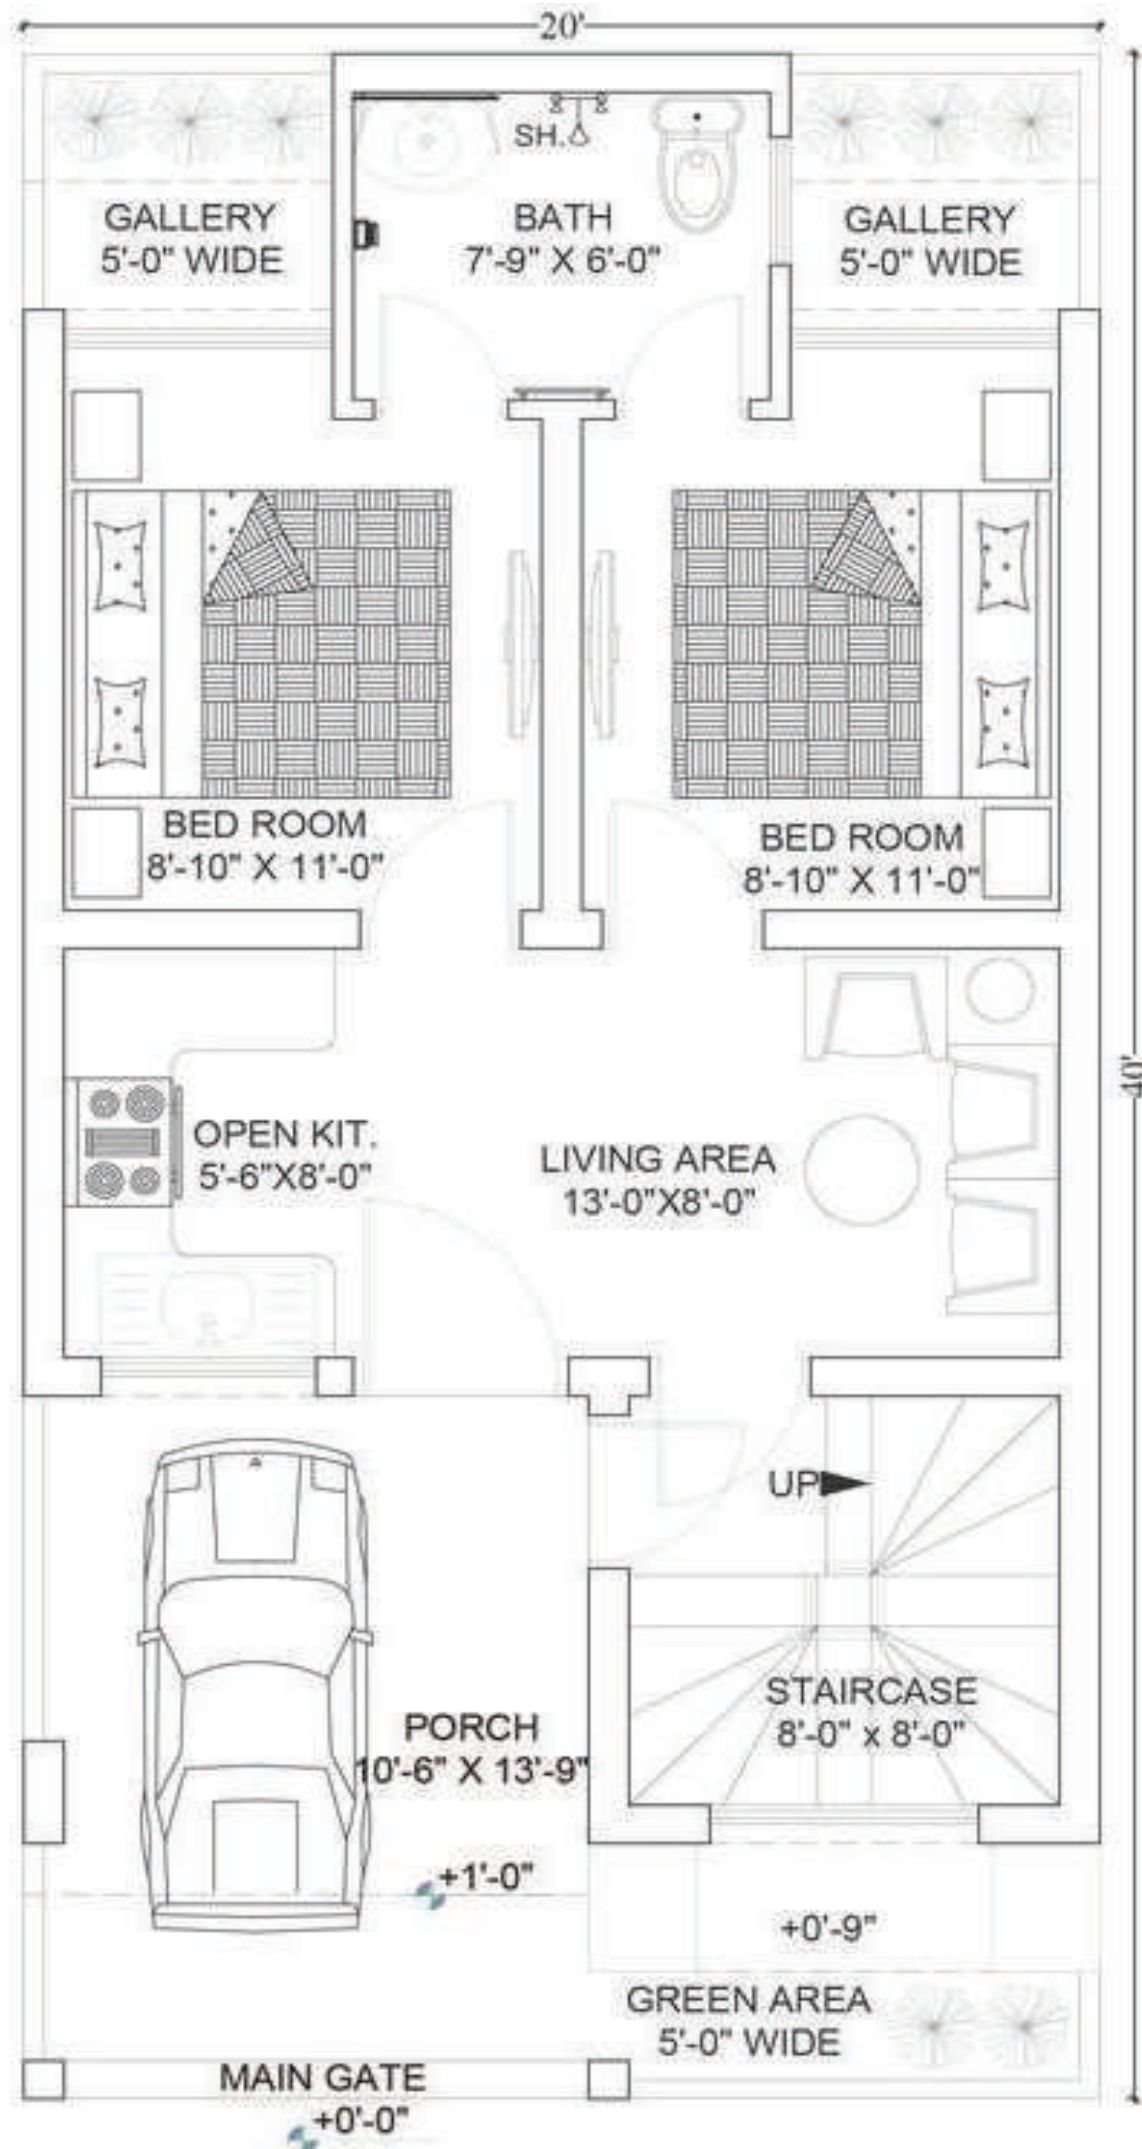 20'
SH.
GALLERY
5'-0" WIDE
BATH
7'-9" X 6'-0"
GALLERY
5'-0" WIDE
BED ROOM
8'-10" X 11'-0"
BED ROOM
8'-10" X 11'-0"
40'
OPEN KIT.
5'-6"X8'-0"
LIVING AREA
13'-0"X8'-0"
UP
STAIRCASE
8'-0" x 8'-0"
PORCH
10'-6" X 13'-9"
+1'-0"
+0'-9"
GREEN AREA
5'-0" WIDE
MAIN GATE
+0'-0"